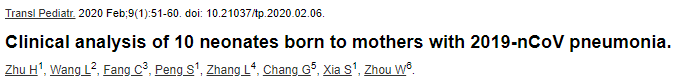 Transl Pediatr. 2020 Feb;9(1):51-60. doi: 10.21037/tp.2020.02.06.
Clinical analysis of 10 neonates born to mothers with 2019-nCoV pneumonia.
Zhu H1, Wang L2, Fang C3, Peng S1, Zhang L4, Chang G5, Xia S1, Zhou W6.